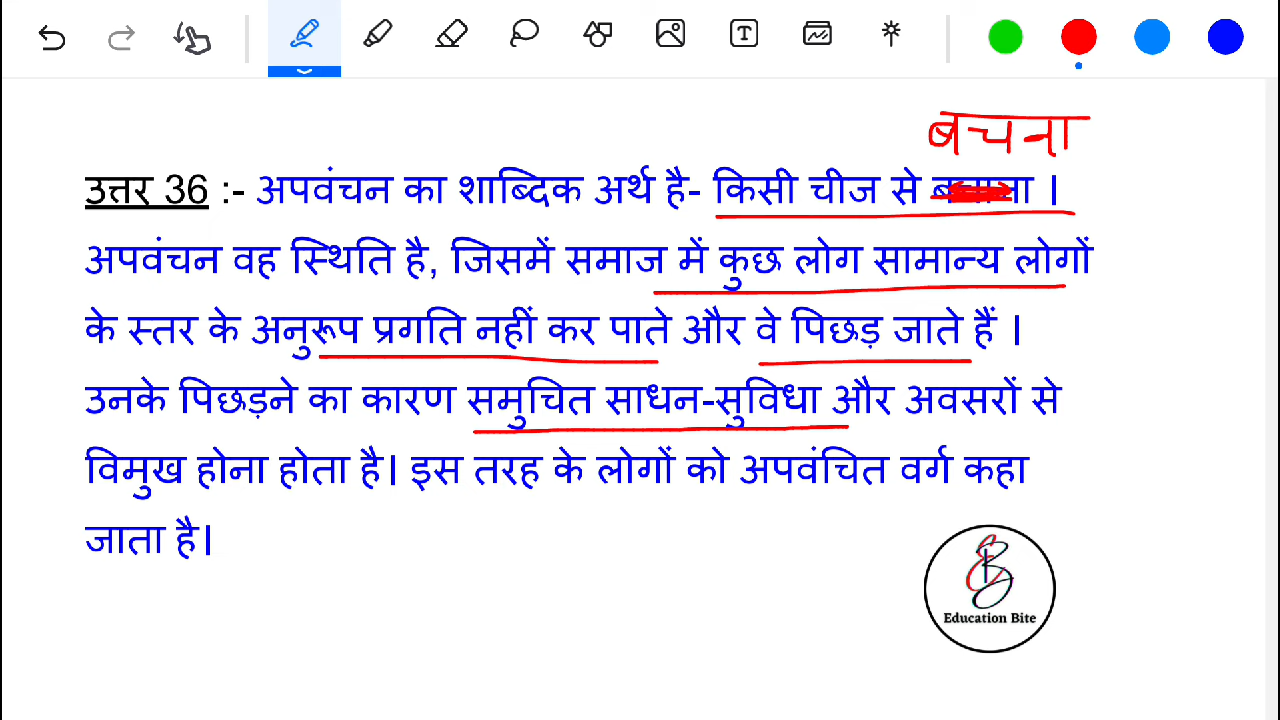 बचना
उत्तर 36 :- अपवंचन का शाब्दिक अर्थ है- किसी चीज से ।
अपवंचन वह स्थिति है, जिसमें समाज में कुछ लोग सामान्य लोगों
के स्तर के अनुरूप प्रगति नहीं कर पाते और वे पिछड़ जाते हैं ।
उनके पिछड़ने का कारण समुचित साधन-सुविधा और अवसरों से
विमुख होना होता है। इस तरह के लोगों को अपवंचित वर्ग कहा
जाता है।
Education Bite